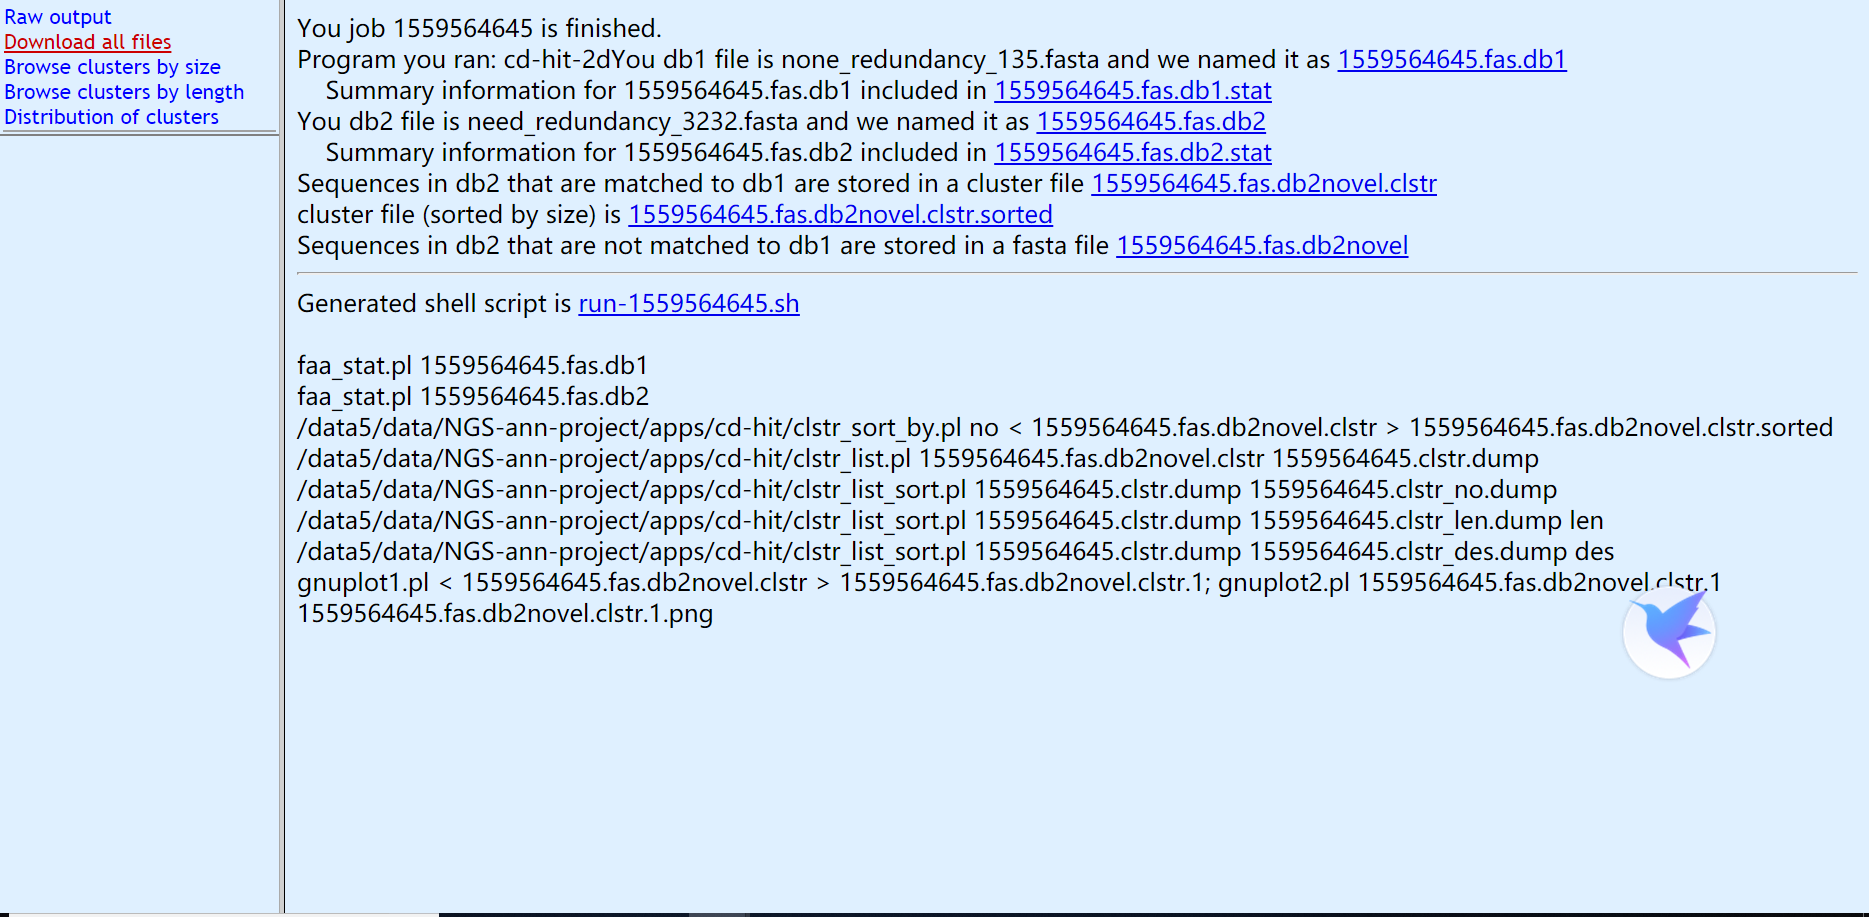 Raw output
Download all files
Browse clusters by size
Browse clusters by length
Distribution of clusters
You job 1559564645 is finished.
Program you ran: cd-hit-2dYou db1 file is none_redundancy_135.fasta and we named it as 1559564645.fas.db1
Summary information for 1559564645.fas.db1 included in 1559564645.fas.db1.stat
You db2 file is need_redundancy_3232.fasta and we named it as 1559564645.fas.db2
Summary information for 1559564645.fas.db2 included in 1559564645.fas.db2.stat
Sequences in db2 that are matched to db1 are stored in a cluster file 1559564645.fas.db2novel.clstr
cluster file (sorted by size) is 1559564645.fas.db2novel.clstr.sorted
Sequences in db2 that are not matched to db1 are stored in a fasta file 1559564645.fas.db2novel
Generated shell script is run-1559564645.sh
faa_stat.pl 1559564645.fas.db1
faa_stat.pl 1559564645.fas.db2
/data5/data/NGS-ann-project/apps/cd-hit/clstr_sort_by.pl no < 1559564645.fas.db2novel.clstr > 1559564645.fas.db2novel.clstr.sorted
/data5/data/NGS-ann-project/apps/cd-hit/clstr_list.pl 1559564645.fas.db2novel.clstr 1559564645.clstr.dump
/data5/data/NGS-ann-project/apps/cd-hit/clstr_list_sort.pl 1559564645.clstr.dump 1559564645.clstr_no.dump
/data5/data/NGS-ann-project/apps/cd-hit/clstr_list_sort.pl 1559564645.clstr.dump 1559564645.clstr_len.dump len
/data5/data/NGS-ann-project/apps/cd-hit/clstr_list_sort.pl 1559564645.clstr.dump 1559564645.clstr_des.dump des
gnuplot1.pl < 1559564645.fas.db2novel.clstr > 1559564645.fas.db2novel.clstr.1; gnuplot2.pl 1559564645.fas.db2novel.clstr.1
1559564645.fas.db2novel.clstr.1.png